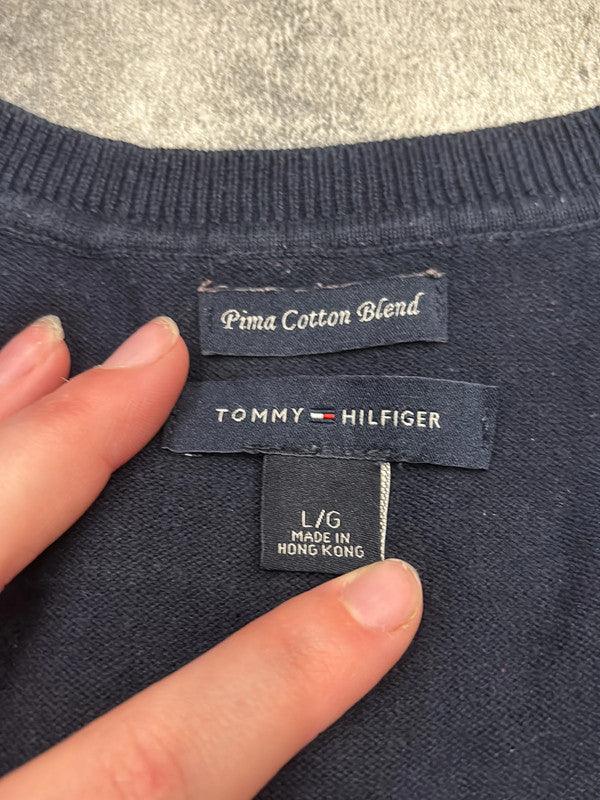 Pima Cotton Blend
TOMMY HILFIGER
L/G
MADE IN
HONG KONG